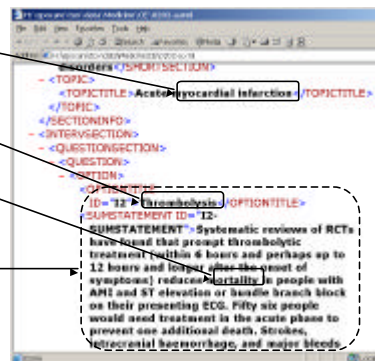 disorders</SHORTSECTION>
- <TOPIC>
<TOPICTITLE>Acute myocardial infarction</TOPICTITLE>
</TOPIC>
</SECTIONINFO>
- <INTERVSECTION>
- <QUESTIONSECTION>
- <QUESTION>
- <OPTION>
<OPTIONTITLE
ID="I2">Thrombolysis</OPTIONTITLE>
<SUMSTATEMENT ID="I2-
SUMSTATEMENT">Systematic reviews of RCTs
have found that prompt thrombolytic
treatment (within 6 hours and perhaps up to
12 hours and longer after the onset of
symptoms) reduces mortality in people with
AMI and ST elevation or bundle branch block
on their presenting ECG. Fifty six people
would need treatment in the acute phase to
prevent one additional death. Strokes,
intracranial haemorrhage, and major bleeds,